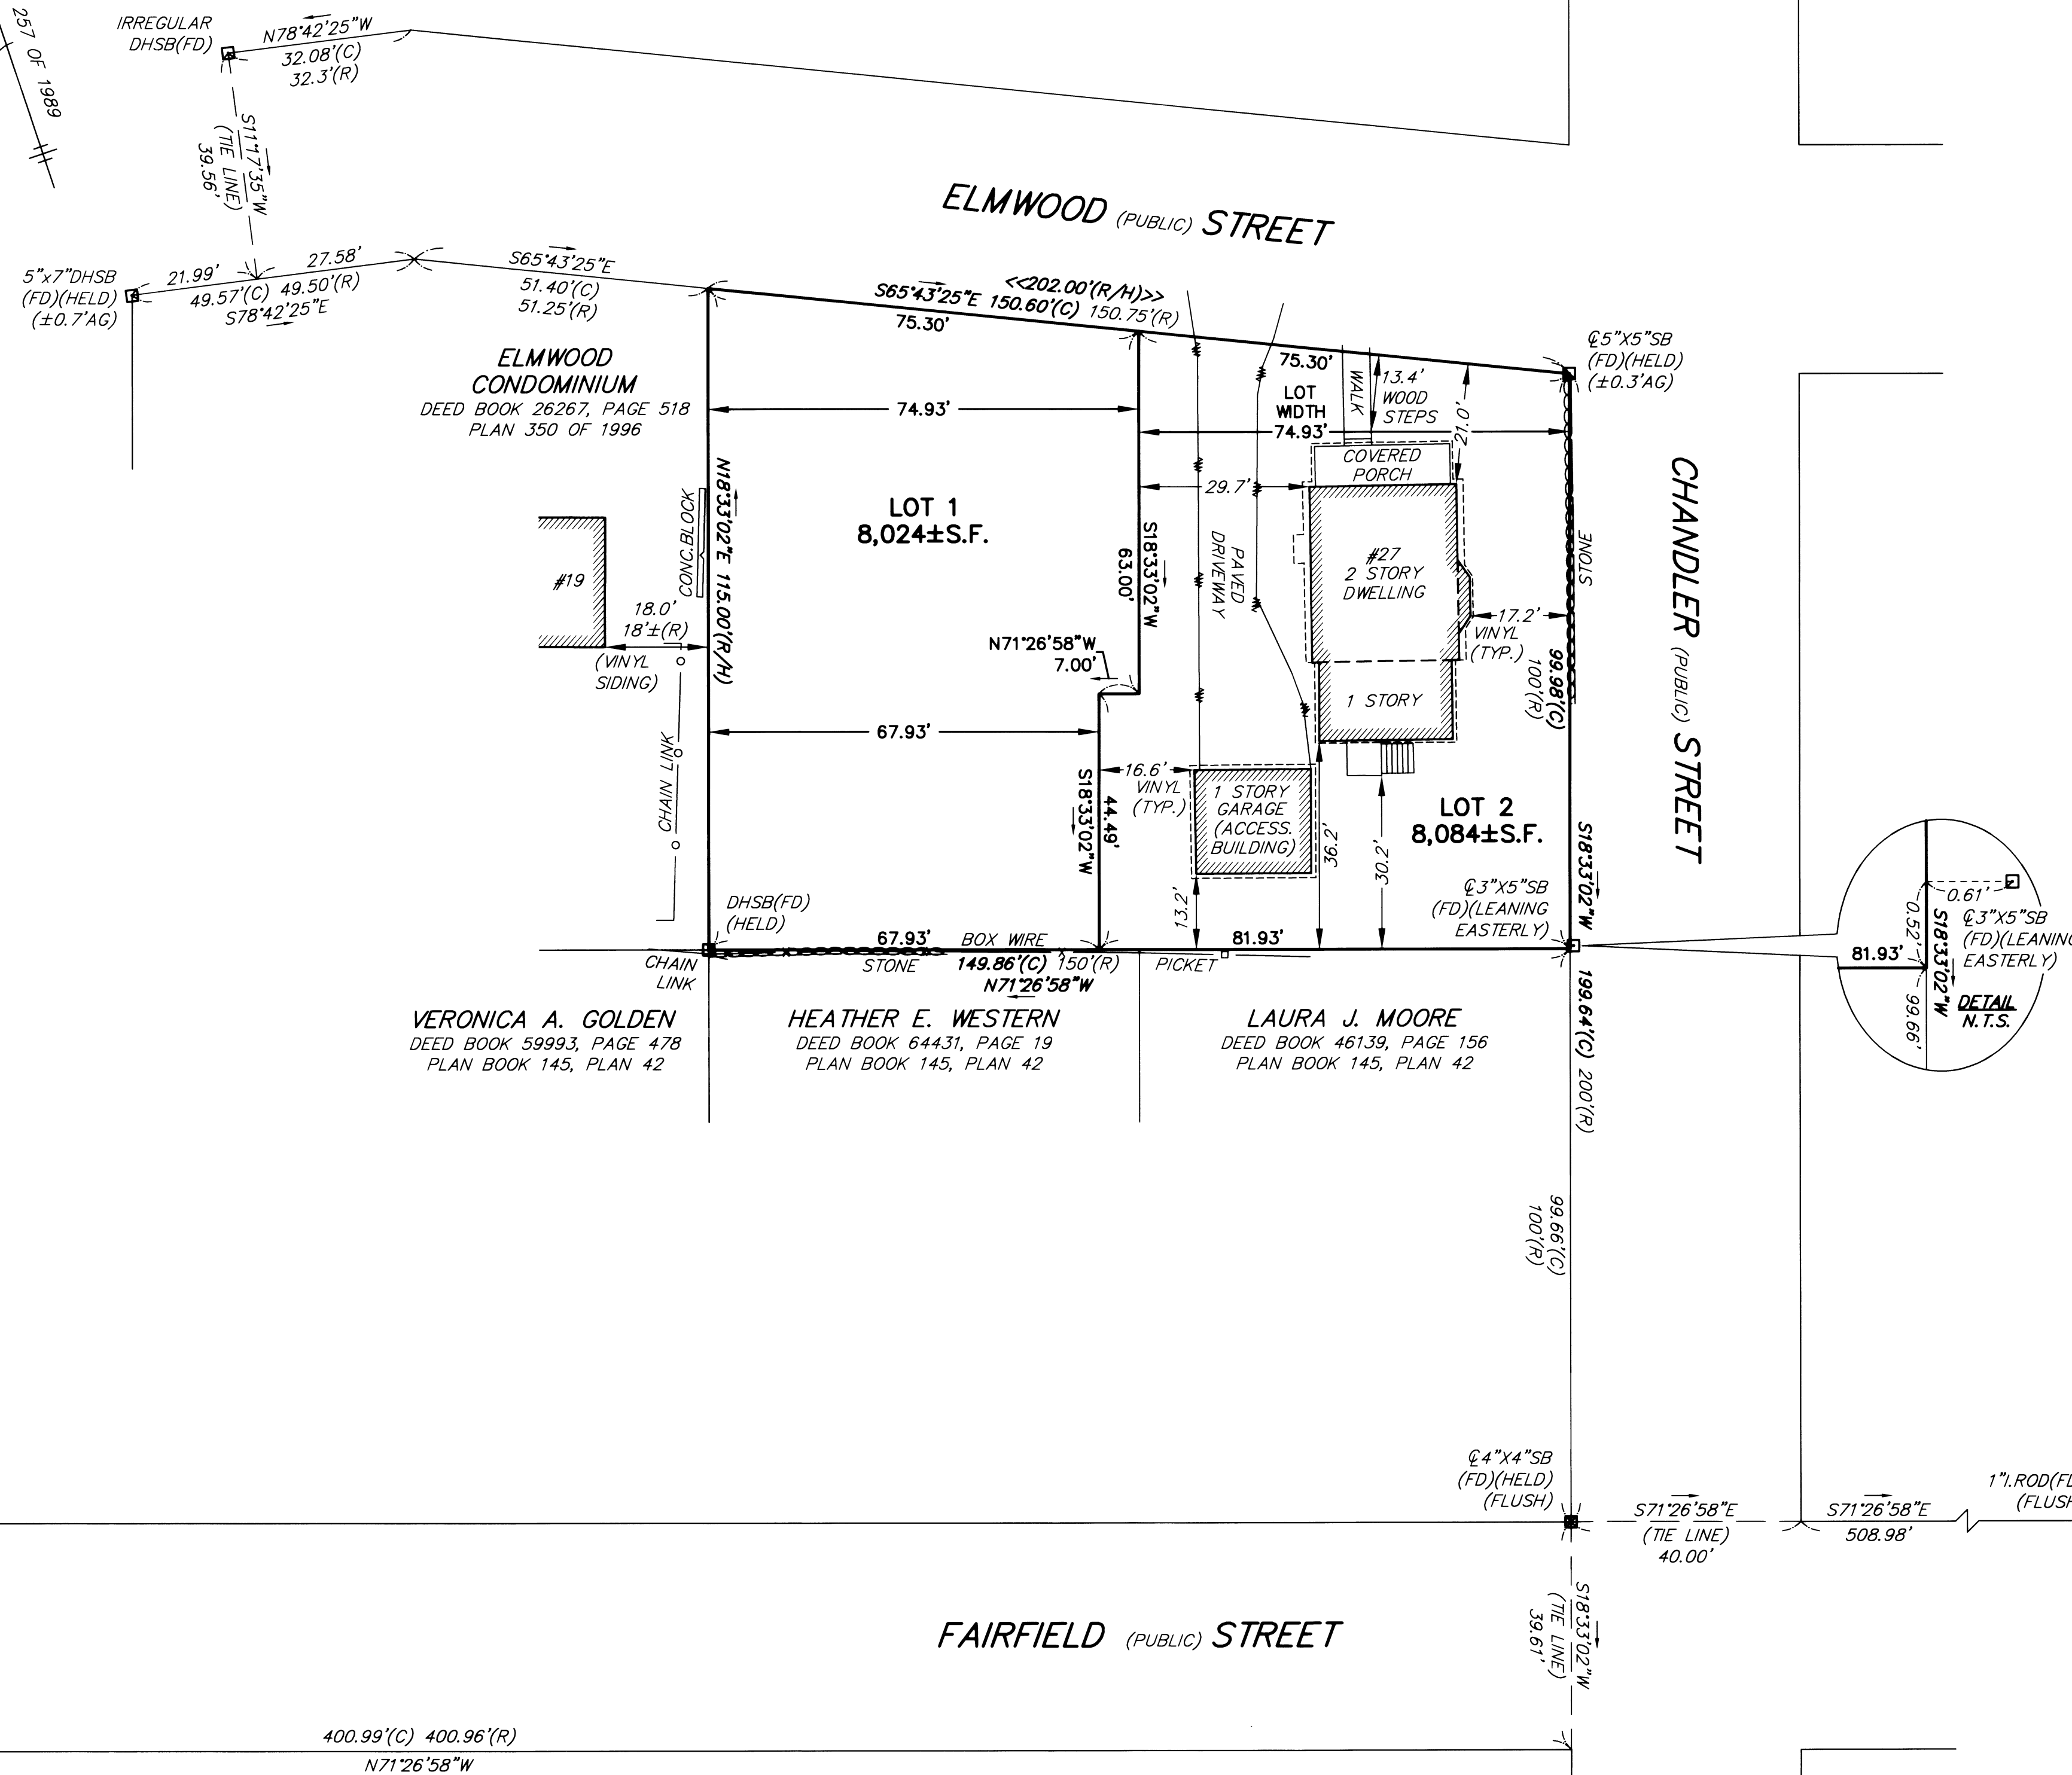 257 OF 1989
IRREGULAR
DHSB(FD)
N78°42'25"W
32.08'(C)
32.3'(R)
S11°17'35"W
(TIE LINE)
39.56'
5"x7"DHSB
(FD)(HELD)
(±0.7'AG)
21.99'
27.58'
49.57'(C) 49.50'(R)
S78°42'25"E
S65°43'25"E
51.40'(C)
51.25'(R)
ELMWOOD (PUBLIC) STREET
<<202.00'(R/H)>>
S65°43'25"E 150.60'(C) 150.75'(R)
75.30'
75.30'
℄5"X5"SB
(FD)(HELD)
(±0.3'AG)
ELMWOOD
CONDOMINIUM
DEED BOOK 26267, PAGE 518
PLAN 350 OF 1996
74.93'
LOT
WIDTH
74.93'
WALK
13.4'
WOOD
STEPS
21.0'
COVERED
PORCH
29.7'
LOT 1
8,024±S.F.
N18°33'02"E 115.00'(R/H)
CONC.BLOCK
#19
18.0'
18'±(R)
(VINYL
SIDING)
CHAIN LINK
S18°33'02"W
63.00'
N71°26'58"W
7.00'
PAVED
DRIVEWAY
#27
2 STORY
DWELLING
1 STORY
17.2'
VINYL
(TYP.)
STONE
99.98'(C)
100'(R)
CHANDLER (PUBLIC) STREET
67.93'
S18°33'02"W
44.49'
16.6'
VINYL
(TYP.)
1 STORY
GARAGE
(ACCESS.
BUILDING)
13.2'
36.2'
30.2'
LOT 2
8,084±S.F.
℄3"X5"SB
(FD)(LEANING
EASTERLY)
S18°33'02"W
DHSB(FD)
(HELD)
67.93'
BOX WIRE
81.93'
CHAIN
LINK
STONE
149.86'(C) 150'(R)
PICKET
N71°26'58"W
199.64'(C) 200'(R)
0.61'
0.52'
S18°33'02"W
℄3"X5"SB
(FD)(LEANING
EASTERLY)
81.93'
99.66'
DETAIL
N.T.S.
VERONICA A. GOLDEN
DEED BOOK 59993, PAGE 478
PLAN BOOK 145, PLAN 42
HEATHER E. WESTERN
DEED BOOK 64431, PAGE 19
PLAN BOOK 145, PLAN 42
LAURA J. MOORE
DEED BOOK 46139, PAGE 156
PLAN BOOK 145, PLAN 42
99.66'(C)
100'(R)
℄4"X4"SB
(FD)(HELD)
(FLUSH)
S71°26'58"E
(TIE LINE)
40.00'
S71°26'58"E
508.98'
1"I.ROD(FD
(FLUSH
S18°33'02"W
(TIE LINE)
39.61'
FAIRFIELD (PUBLIC) STREET
400.99'(C) 400.96'(R)
N71°26'58"W